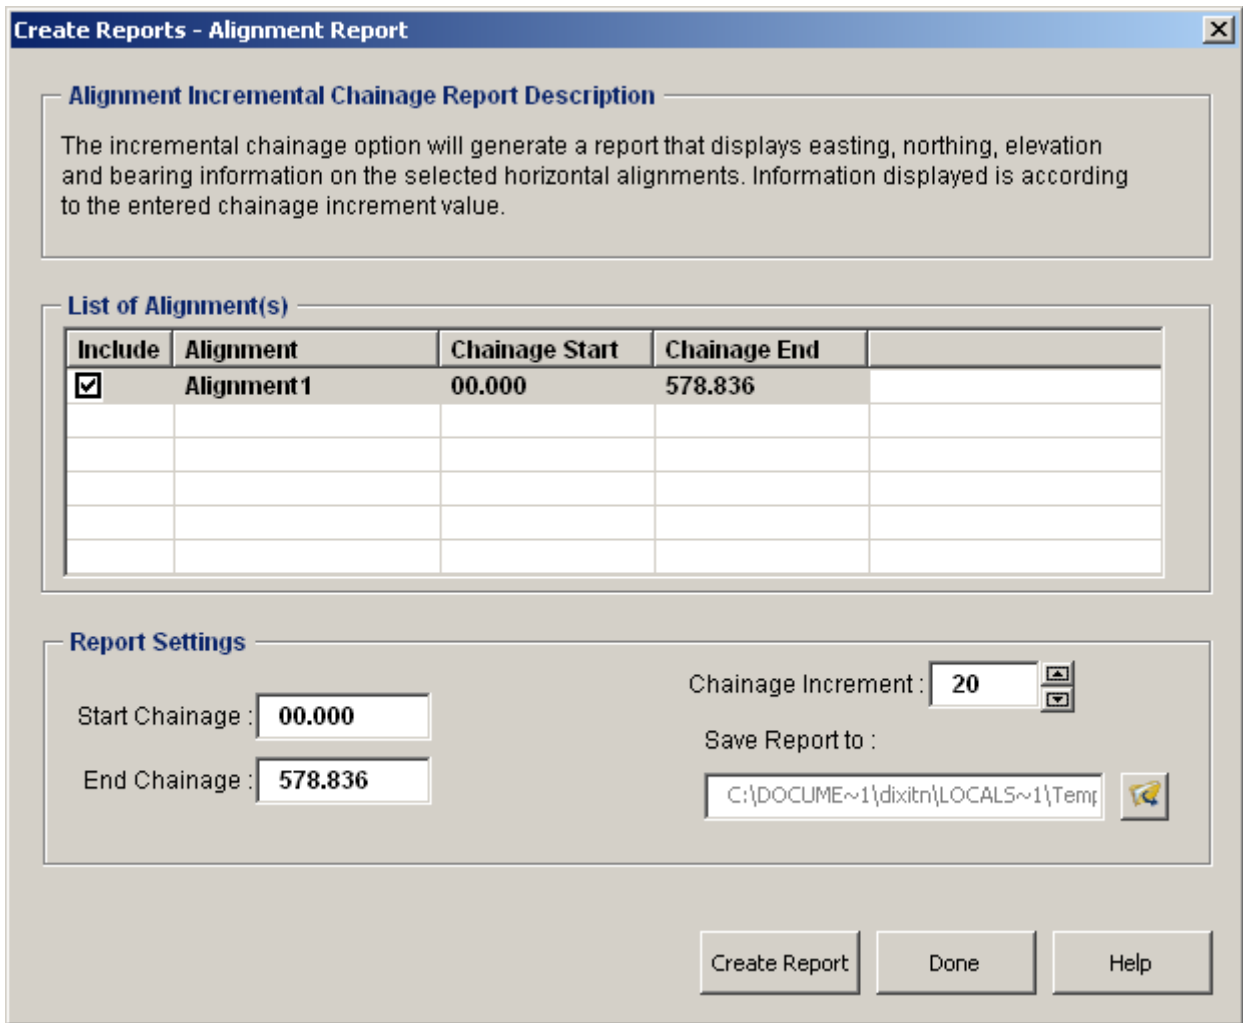 Create Reports - Alignment Report
Alignment Incremental Chainage Report Description
The incremental chainage option will generate a report that displays easting, northing, elevation
and bearing information on the selected horizontal alignments. Information displayed is according
to the entered chainage increment value.
List of Alignment(s)
Include Alignment Chainage Start Chainage End
Alignment1 00.000 578.836
Report Settings
Start Chainage : 00.000
End Chainage : 578.836
Chainage Increment : 20
Save Report to :
C:\DOCUME~1\dixitn\LOCALS~1\Temp
Create Report Done Help